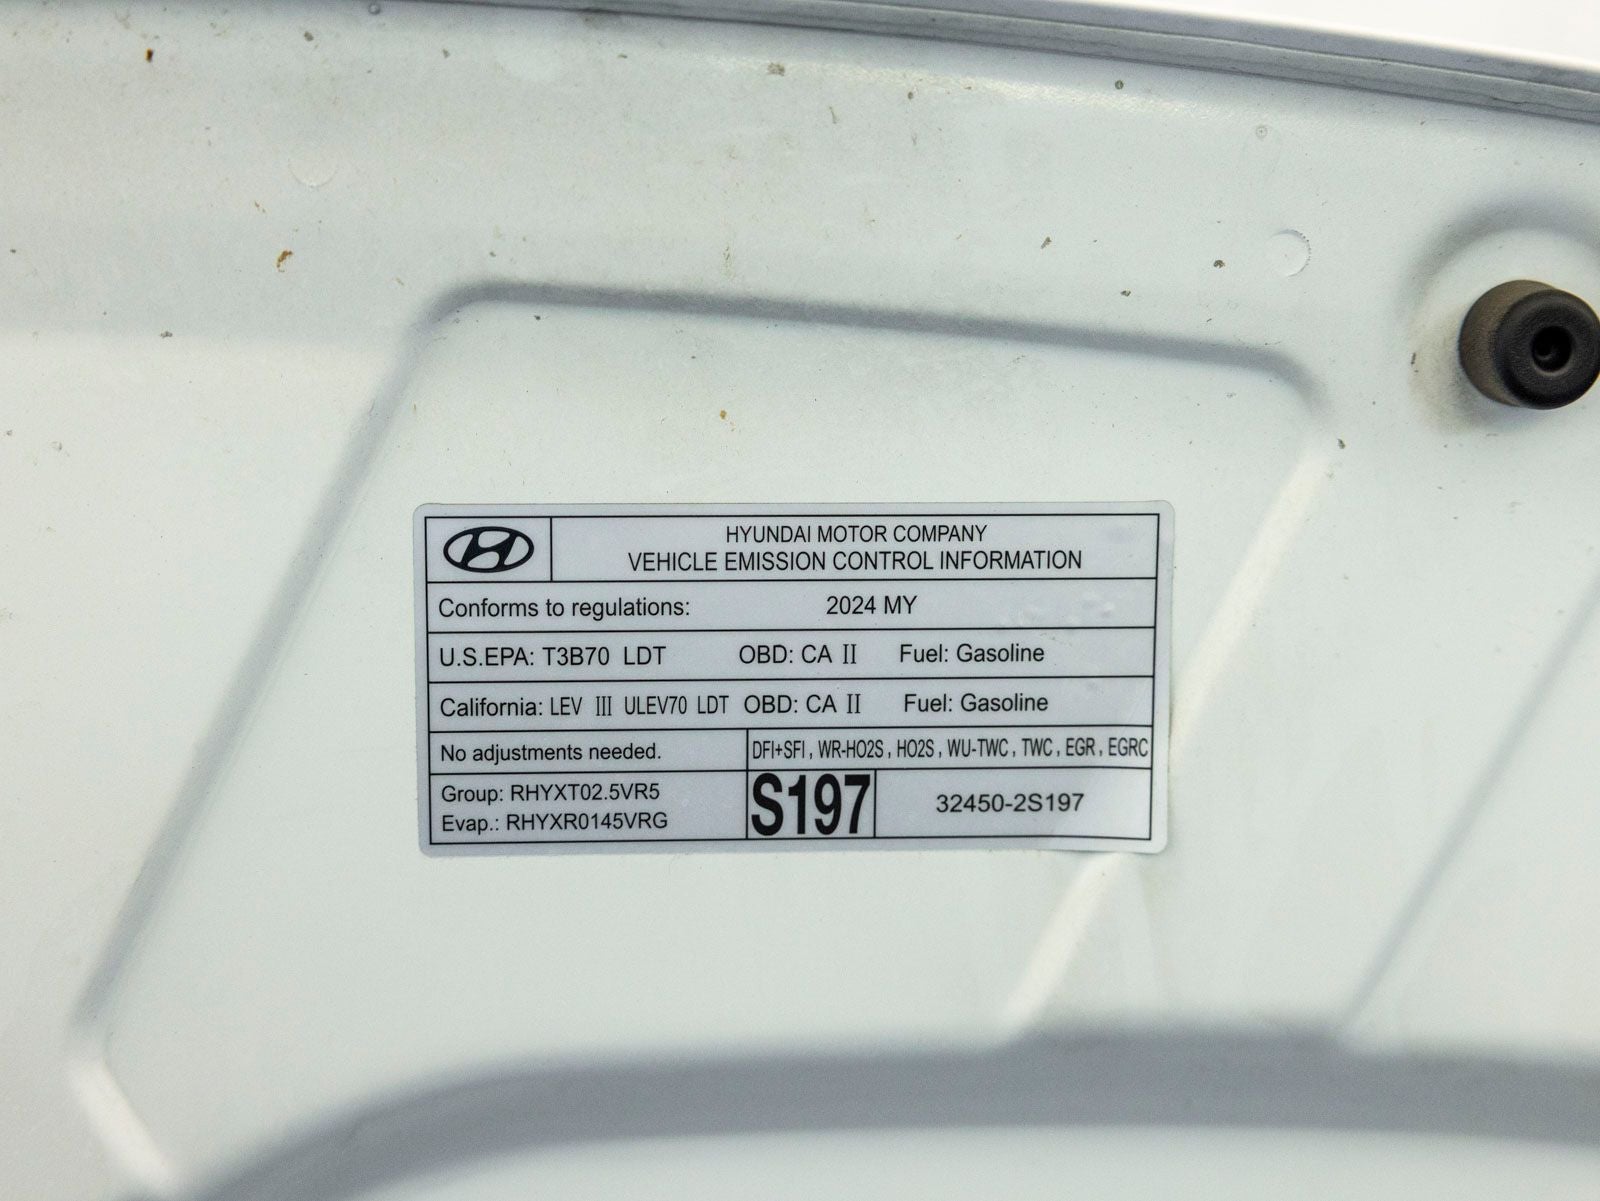 HYUNDAI MOTOR COMPANY
VEHICLE EMISSION CONTROL INFORMATION
Conforms to regulations: 2024 MY
U.S.EPA: T3B70 LDT OBD: CA II Fuel: Gasoline
California: LEV III ULEV70 LDT OBD: CA II Fuel: Gasoline
No adjustments needed. DFI+SFI, WR-HO2S, HO2S, WU-TWC, TWC, EGR, EGRC
Group: RHYXT02.5VR5
Evap.: RHYXR0145VRG
S197
32450-2S197